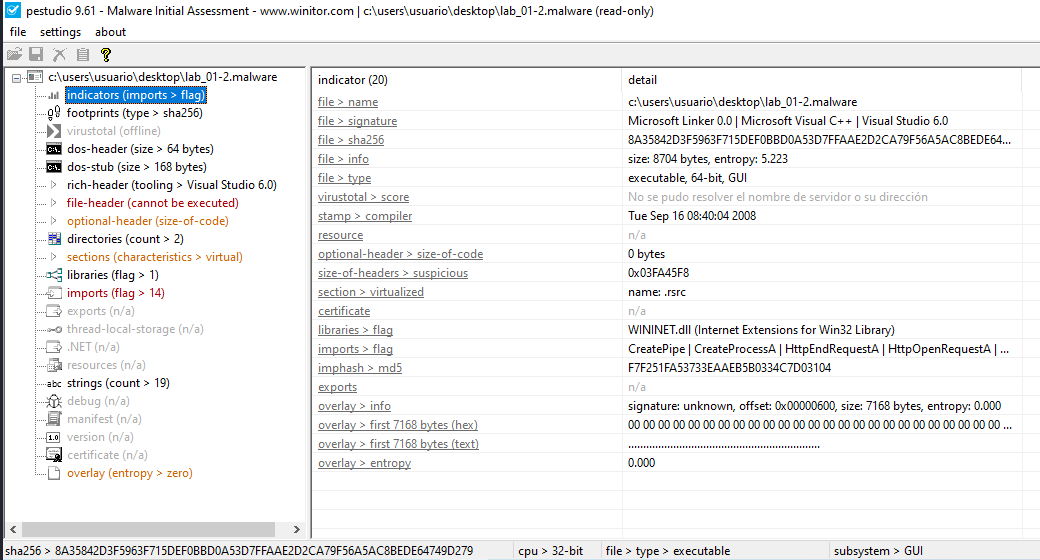 pestudio 9.61 - Malware Initial Assessment - www.winitor.com | c:\users\usuario\desktop\lab_01-2.malware (read-only)
file settings about
c:\users\usuario\desktop\lab_01-2.malware
indicators (imports > flag)
footprints (type > sha256)
virustotal (offline)
dos-header (size > 64 bytes)
dos-stub (size > 168 bytes)
rich-header (tooling > Visual Studio 6.0)
file-header (cannot be executed)
optional-header (size-of-code)
directories (count > 2)
sections (characteristics > virtual)
libraries (flag > 1)
imports (flag > 14)
exports (n/a)
thread-local-storage (n/a)
.NET (n/a)
resources (n/a)
strings (count > 19)
debug (n/a)
manifest (n/a)
version (n/a)
certificate (n/a)
overlay (entropy > zero)
indicator (20) detail
file > name c:\users\usuario\desktop\lab_01-2.malware
file > signature Microsoft Linker 0.0 | Microsoft Visual C++ | Visual Studio 6.0
file > sha256 8A35842D3F5963F715DEF0BBD0A53D7FFAAE2D2CA79F56A5AC8BEDE64...
file > info size: 8704 bytes, entropy: 5.223
file > type executable, 64-bit, GUI
virustotal > score No se pudo resolver el nombre de servidor o su dirección
stamp > compiler Tue Sep 16 08:40:04 2008
resource n/a
optional-header > size-of-code 0 bytes
size-of-headers > suspicious 0x03FA45F8
section > virtualized name: .rsrc
certificate n/a
libraries > flag WININET.dll (Internet Extensions for Win32 Library)
imports > flag CreatePipe | CreateProcessA | HttpEndRequestA | HttpOpenRequestA | ...
imphash > md5 F7F251FA53733EAAEB5B0334C7D03104
exports n/a
overlay > info signature: unknown, offset: 0x00000600, size: 7168 bytes, entropy: 0.000
overlay > first 7168 bytes (hex) 00 00 00 00 00 00 00 00 00 00 00 00 00 00 00 00 00 00 00 00 00 00 00 00 00 ...
overlay > first 7168 bytes (text) ................................................................
overlay > entropy 0.000
sha256 > 8A35842D3F5963F715DEF0BBD0A53D7FFAAE2D2CA79F56A5AC8BEDE64749D279 cpu > 32-bit file > type > executable subsystem > GUI